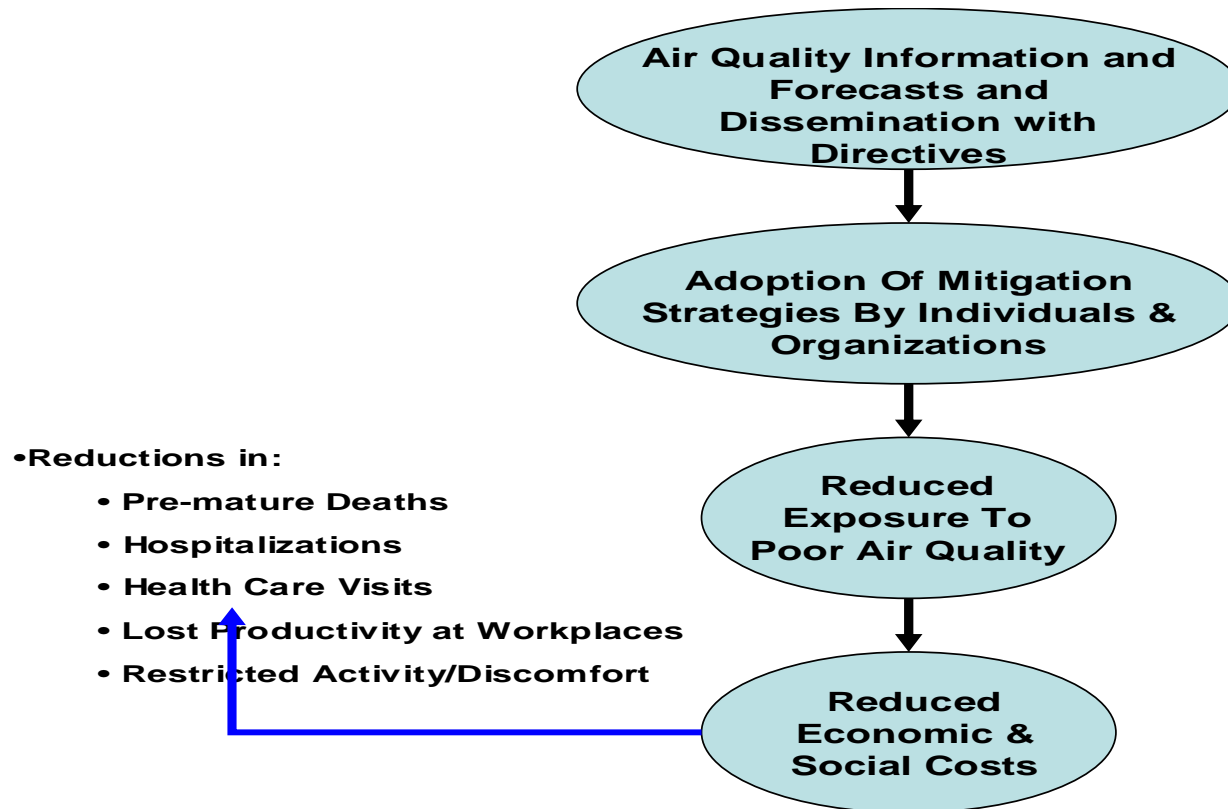 Air Quality Information and
Forecasts and
Dissemination with
Directives
Adoption Of Mitigation
Strategies By Individuals &
Organizations
•Reductions in:
• Pre-mature Deaths
• Hospitalizations
• Health Care Visits
• Lost Productivity at Workplaces
• Restricted Activity/Discomfort
Reduced
Exposure To
Poor Air Quality
Reduced
Economic &
Social Costs